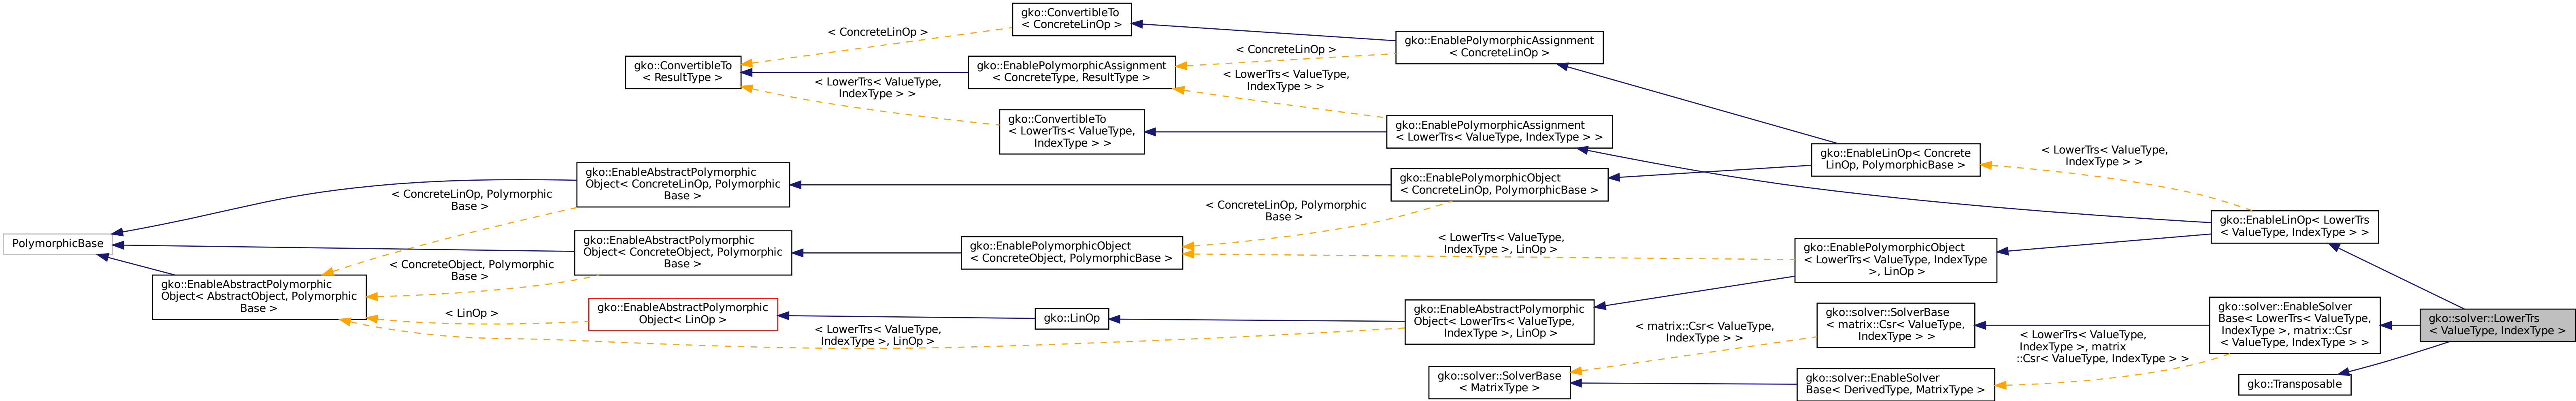 gko::ConvertibleTo
< ConcreteLinOp >
< ConcreteLinOp >
gko::EnablePolymorphicAssignment
< ConcreteLinOp >
< ConcreteLinOp >
gko::ConvertibleTo
< ResultType >
gko::EnablePolymorphicAssignment
< ConcreteType, ResultType >
< LowerTrs< ValueType,
IndexType > >
< LowerTrs< ValueType,
IndexType > >
gko::ConvertibleTo
< LowerTrs< ValueType,
IndexType > >
gko::EnablePolymorphicAssignment
< LowerTrs< ValueType, IndexType > >
gko::EnableLinOp< Concrete
LinOp, PolymorphicBase >
< LowerTrs< ValueType,
IndexType > >
gko::EnableAbstractPolymorphic
Object< ConcreteLinOp, Polymorphic
Base >
gko::EnablePolymorphicObject
< ConcreteLinOp, PolymorphicBase >
< ConcreteLinOp, Polymorphic
Base >
< ConcreteLinOp, Polymorphic
Base >
gko::EnableLinOp< LowerTrs
< ValueType, IndexType > >
PolymorphicBase
gko::EnableAbstractPolymorphic
Object< ConcreteObject, Polymorphic
Base >
gko::EnablePolymorphicObject
< ConcreteObject, PolymorphicBase >
< LowerTrs< ValueType,
IndexType >, LinOp >
gko::EnablePolymorphicObject
< LowerTrs< ValueType, IndexType
>, LinOp >
< ConcreteObject, Polymorphic
Base >
gko::EnableAbstractPolymorphic
Object< AbstractObject, Polymorphic
Base >
< LinOp >
gko::EnableAbstractPolymorphic
Object< LinOp >
gko::LinOp
gko::EnableAbstractPolymorphic
Object< LowerTrs< ValueType,
IndexType >, LinOp >
< LowerTrs< ValueType,
IndexType >, LinOp >
< matrix::Csr< ValueType,
IndexType > >
gko::solver::SolverBase
< matrix::Csr< ValueType,
IndexType > >
< LowerTrs< ValueType,
IndexType >, matrix
::Csr< ValueType, IndexType > >
gko::solver::EnableSolver
Base< LowerTrs< ValueType,
IndexType >, matrix::Csr
< ValueType, IndexType > >
gko::solver::LowerTrs
< ValueType, IndexType >
gko::solver::SolverBase
< MatrixType >
gko::solver::EnableSolver
Base< DerivedType, MatrixType >
gko::Transposable